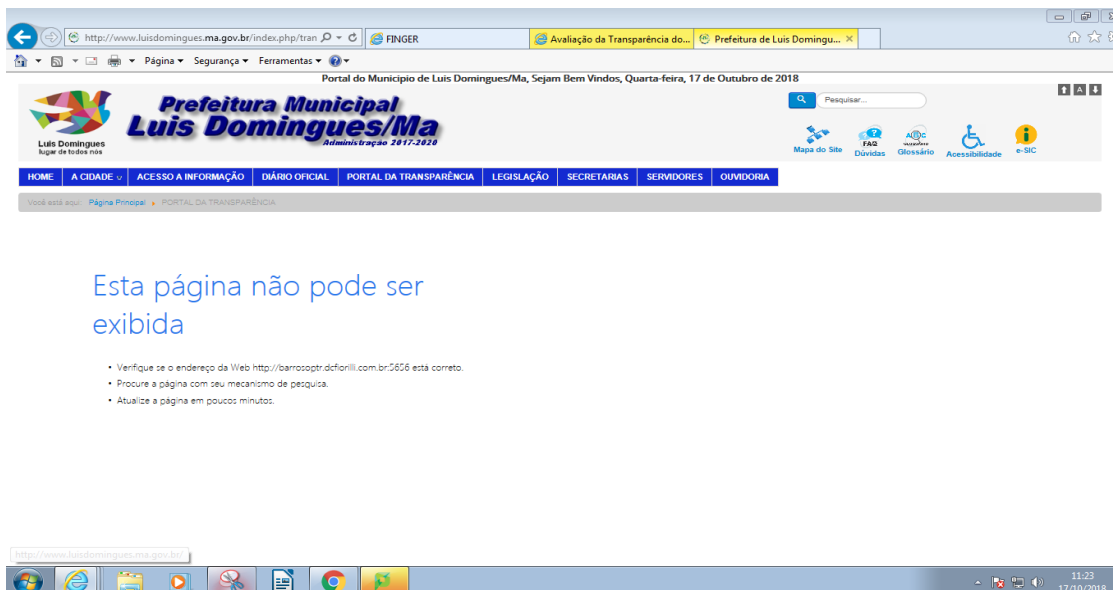 http://www.luisdomingues.ma.gov.br/index.php/tran
FINGER
Avaliação da Transparência do...
Prefeitura de Luis Domingu...
Página
Segurança
Ferramentas
Portal do Municipio de Luis Domingues/Ma, Sejam Bem Vindos, Quarta-feira, 17 de Outubro de 2018
Luis Domingues
lugar de todos nós
Prefeitura Municipal
Luis Domingues/Ma
Administração 2017-2020
Pesquisar...
A
Mapa do Site
FAQ
Dúvidas
Glossário
Acessibilidade
e-SIC
HOME A CIDADE ACESSO A INFORMAÇÃO DIÁRIO OFICIAL PORTAL DA TRANSPARÊNCIA LEGISLAÇÃO SECRETARIAS SERVIDORES OUVIDORIA
Você está aqui: Página Principal PORTAL DA TRANSPARÊNCIA
Esta página não pode ser
exibida
• Verifique se o endereço da Web http://barrosoptr.dcfiorilli.com.br:5656 está correto.
• Procure a página com seu mecanismo de pesquisa.
• Atualize a página em poucos minutos.
http://www.luisdomingues.ma.gov.br/
11:23
17/10/2018